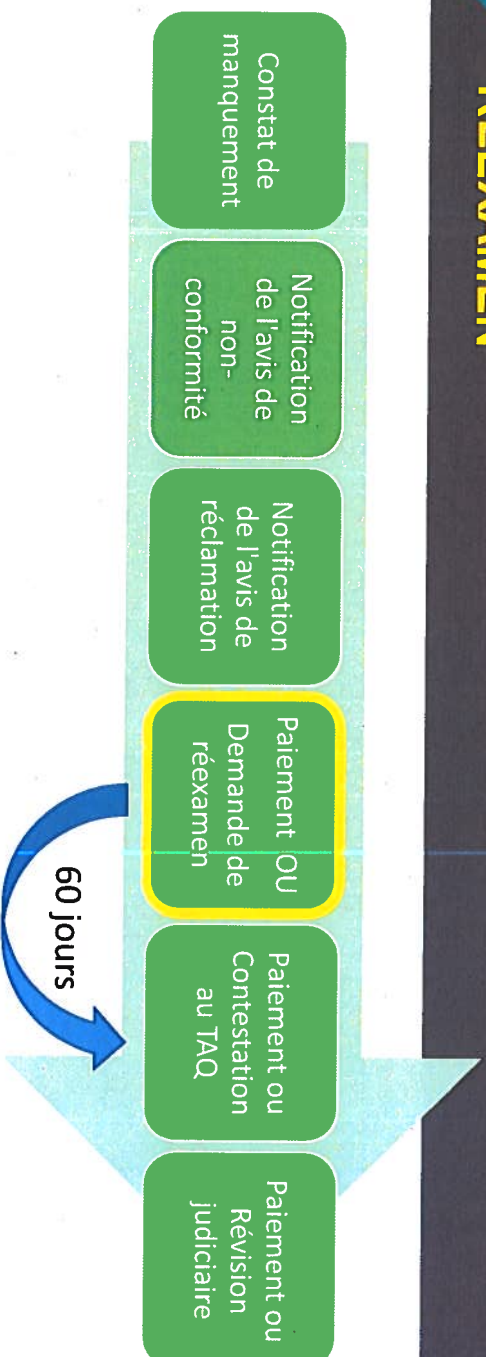 RÉEXAMEN
Constat de
manquement
Notification
de l'avis de
non-
conformité
Notification
de l'avis de
réclamation
Paiement OU
Demande de
réexamen
Paiement ou
Contestation
au TAQ
Paiement ou
Révision
judiciaire
60 jours